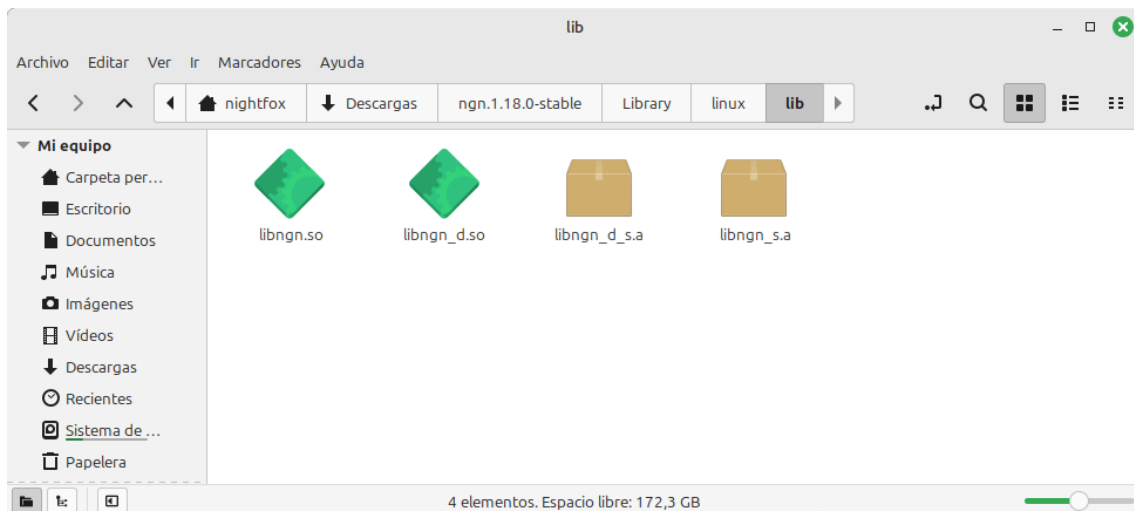 lib
Archivo Editar Ver Ir Marcadores Ayuda
nightfox Descargas ngn.1.18.0-stable Library linux lib
Mi equipo
Carpeta per...
Escritorio
Documentos
Música
Imágenes
Vídeos
Descargas
Recientes
Sistema de ...
Papelera
libngn.so libngn_d.so libngn_d_s.a libngn_s.a
4 elementos. Espacio libre: 172,3 GB